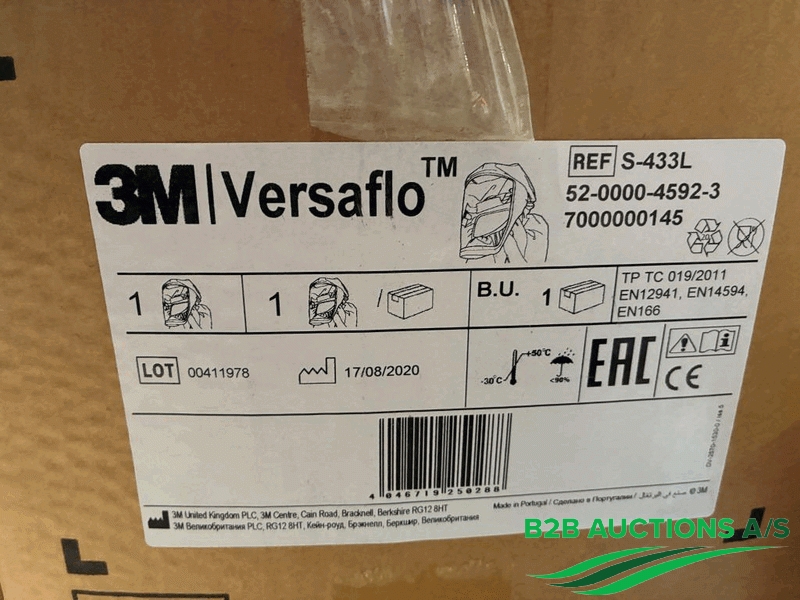 3M | Versaflo™
REF S-433L
52-0000-4592-3
7000000145
1
1 /
B.U. 1
TP TC 019/2011
EN12941, EN14594,
EN166
LOT 00411978
17/08/2020
-30°C
+50°C
<90%
EAC
CE
4 046719 250288
3M United Kingdom PLC, 3M Centre, Cain Road, Bracknell, Berkshire RG12 8HT
3M Великобритания PLC, RG12 8HT, Кейн-роуд, Брэкнелл, Беркшир, Великобритания
Made in Portugal / Сделано в Португалии / صنع في البرتغال
© 3M
B2B AUCTIONS A/S